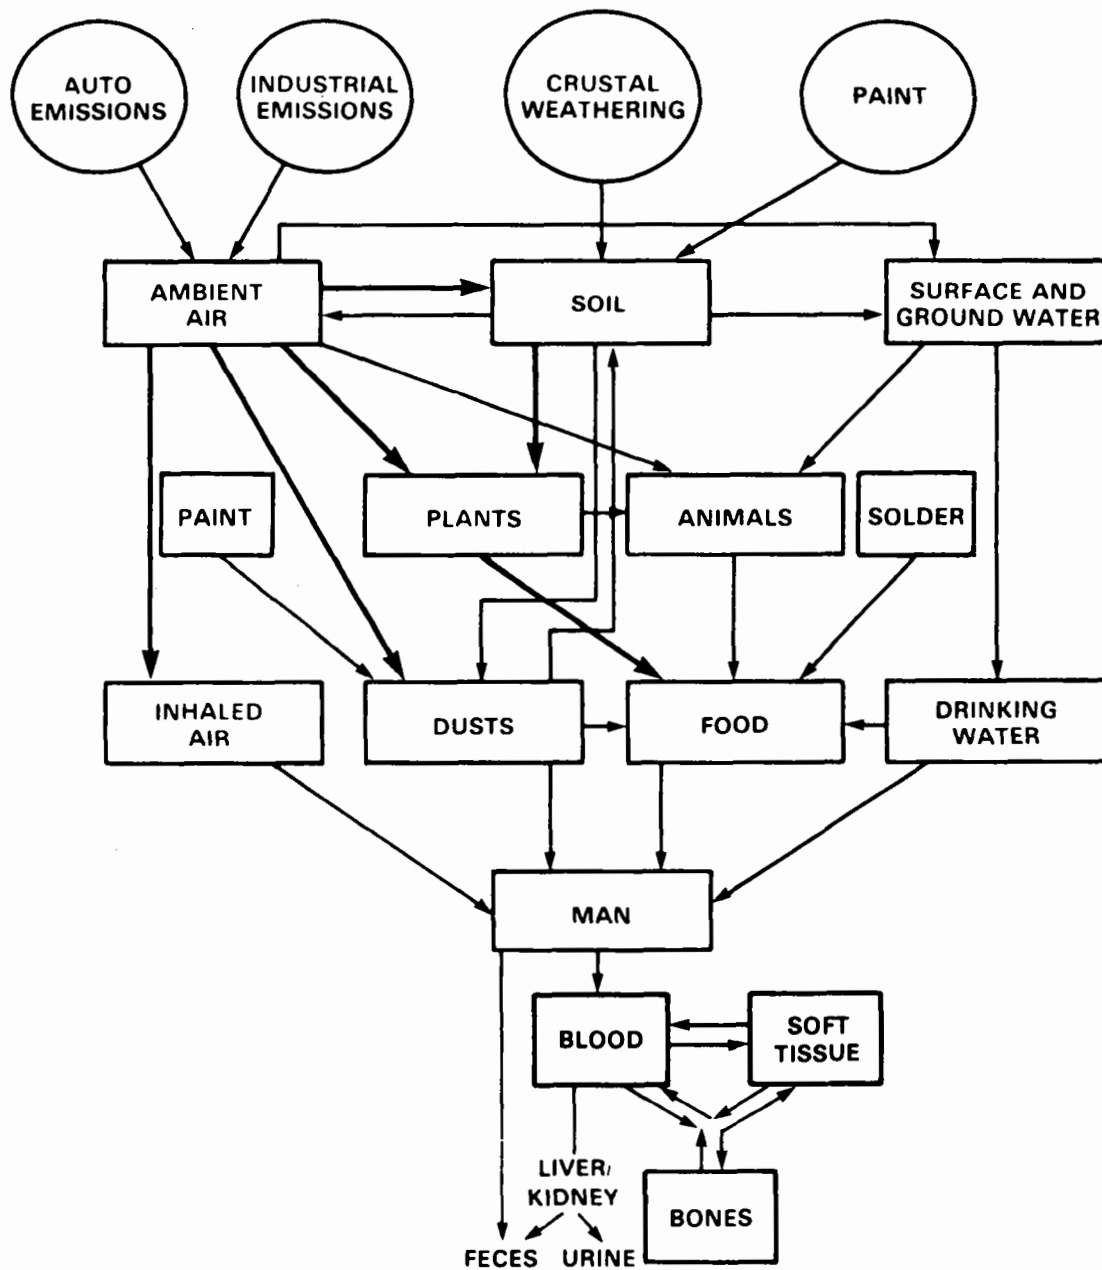 AUTO
EMISSIONS
INDUSTRIAL
EMISSIONS
CRUSTAL
WEATHERING
PAINT
AMBIENT
AIR
SOIL
SURFACE AND
GROUND WATER
PAINT
PLANTS
ANIMALS
SOLDER
INHALED
AIR
DUSTS
FOOD
DRINKING
WATER
MAN
BLOOD
SOFT
TISSUE
LIVER/
KIDNEY
BONES
FECES
URINE